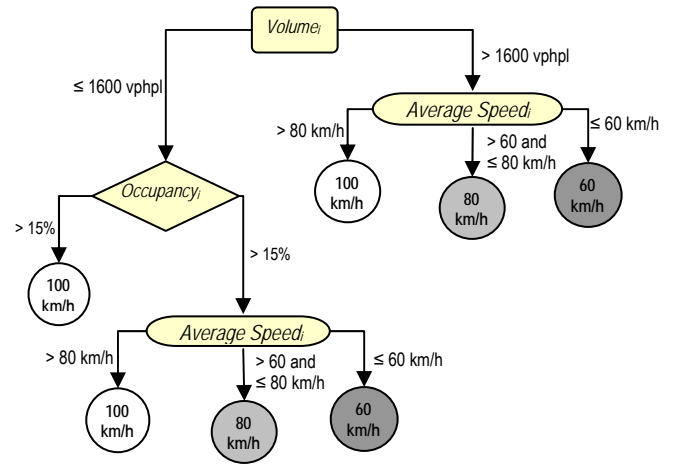 Volumei
≤ 1600 vphpl
> 1600 vphpl
Average Speedi
> 80 km/h
> 60 and
≤ 80 km/h
≤ 60 km/h
100
km/h
80
km/h
60
km/h
Occupancyi
> 15%
> 15%
100
km/h
Average Speedi
> 80 km/h
> 60 and
≤ 80 km/h
≤ 60 km/h
100
km/h
80
km/h
60
km/h